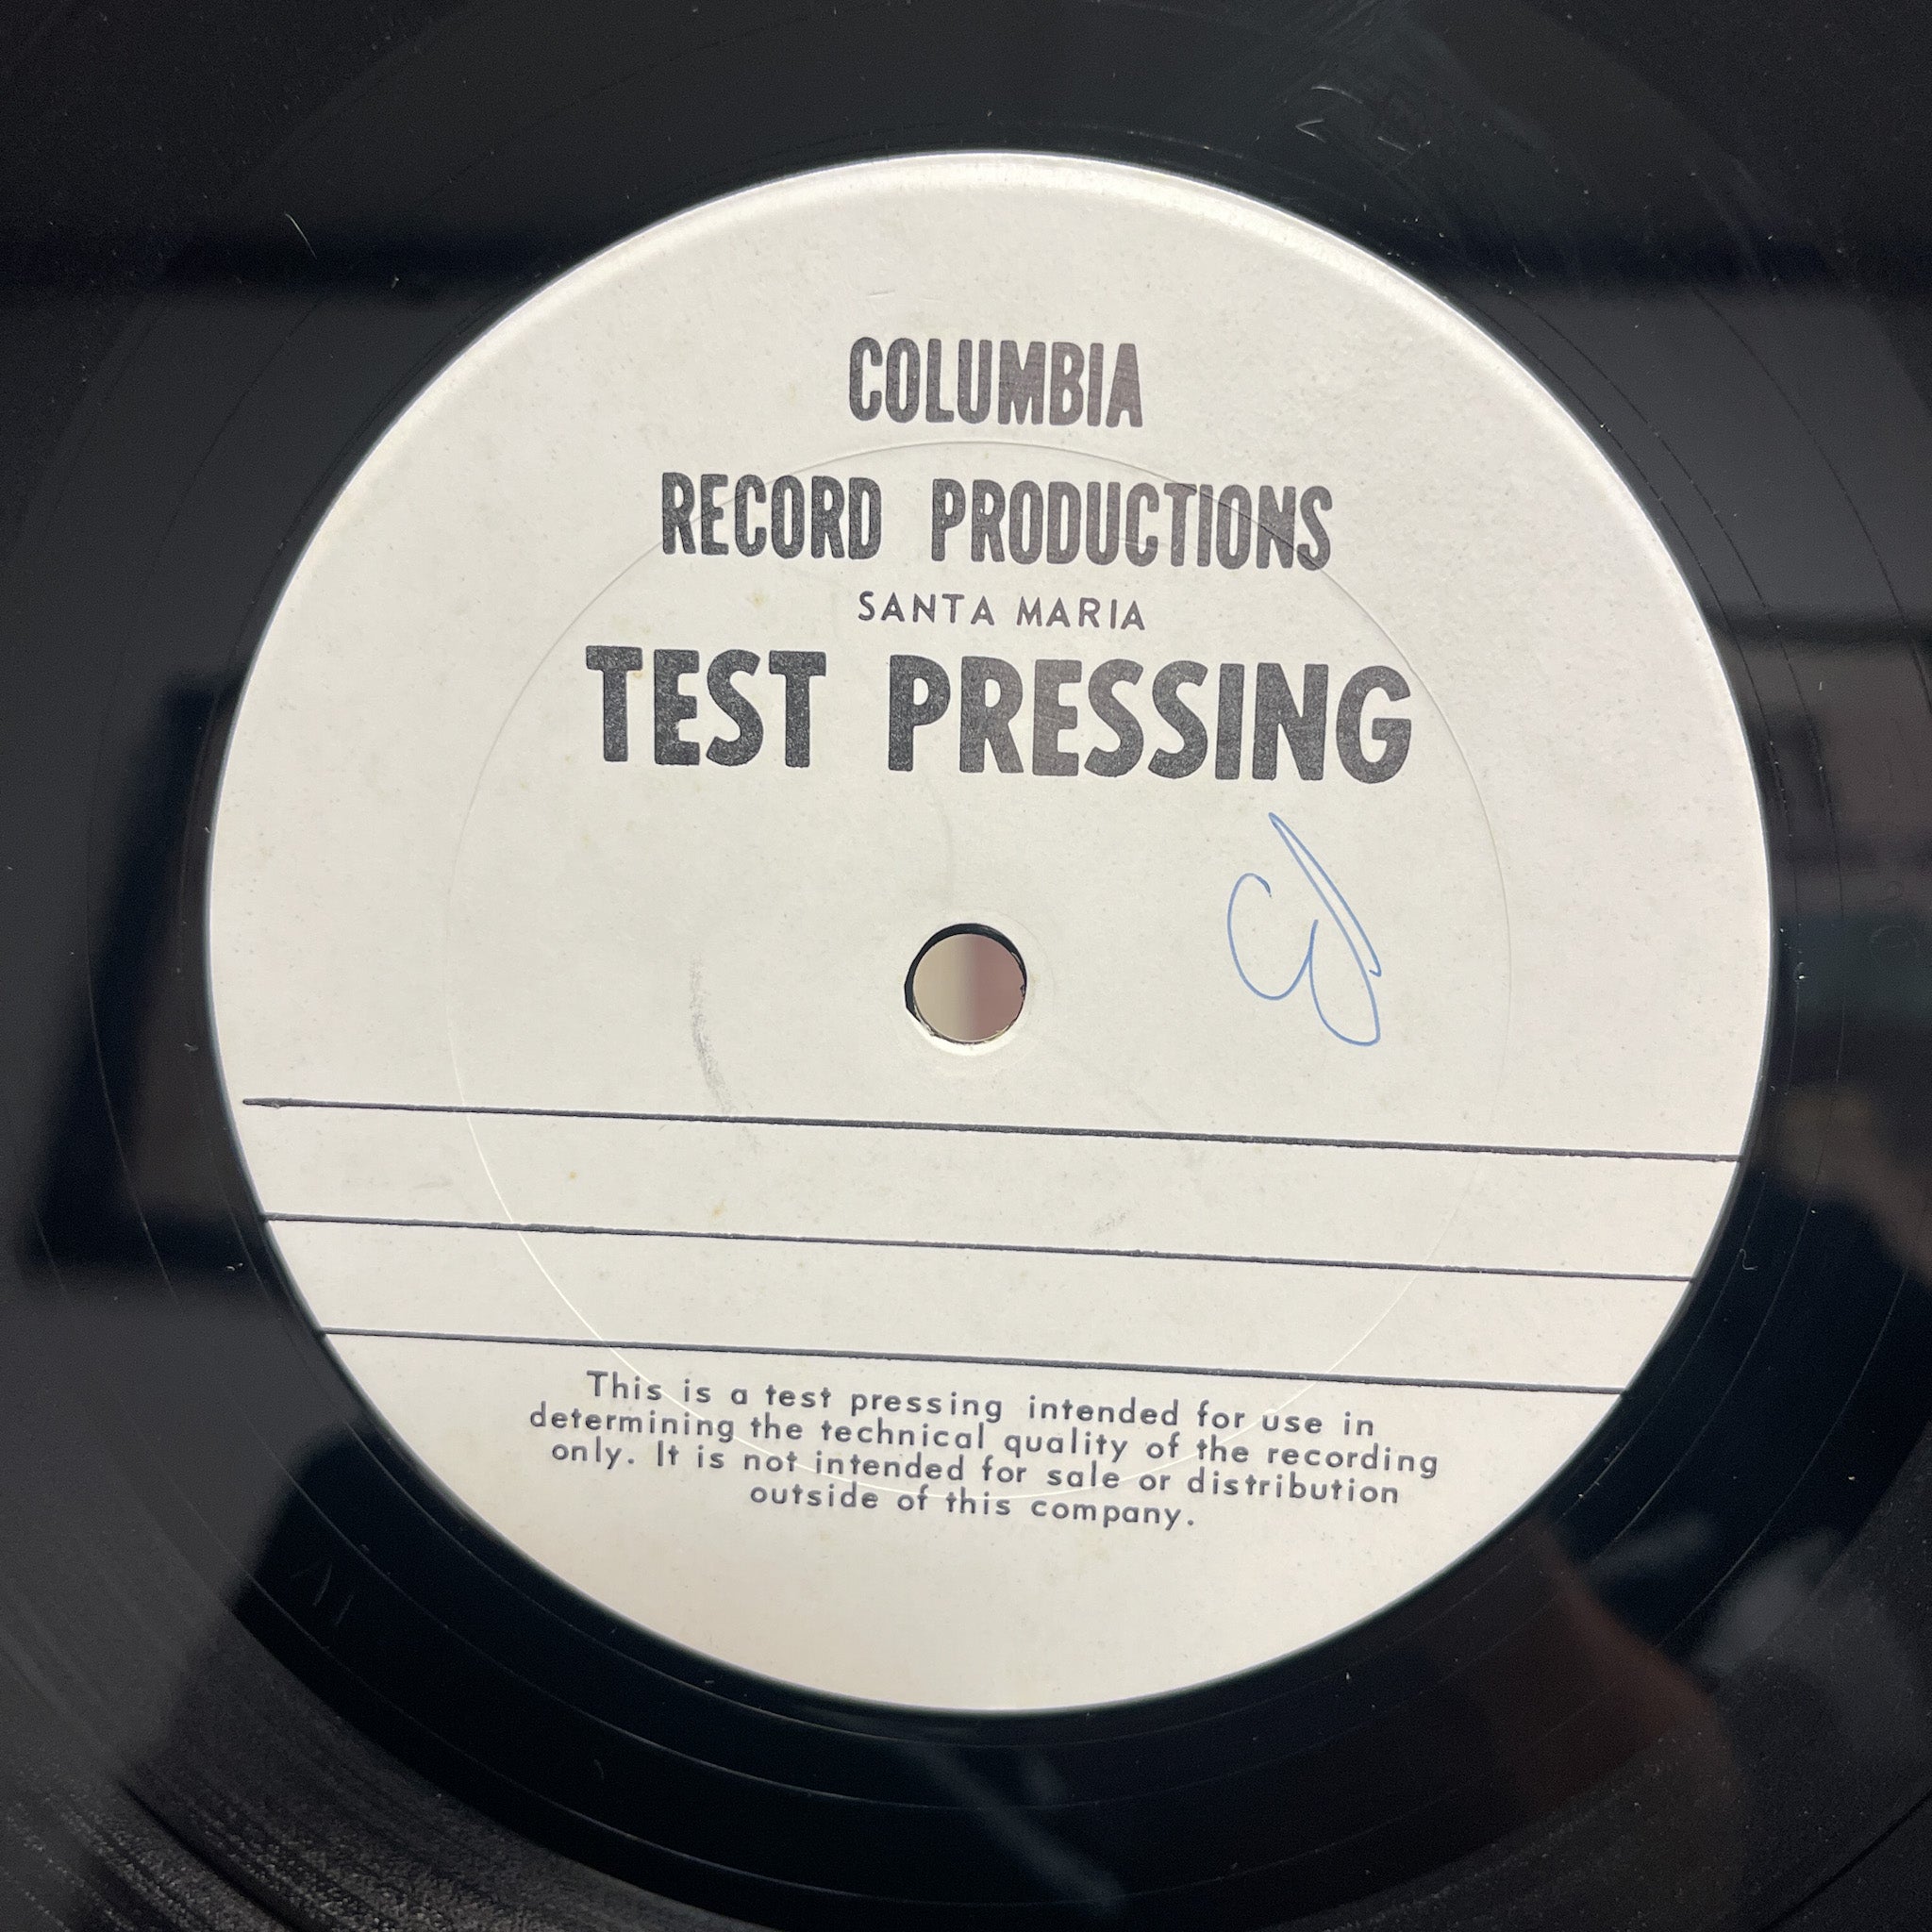 COLUMBIA
RECORD PRODUCTIONS
SANTA MARIA
TEST PRESSING
This is a test pressing intended for use in
determining the technical quality of the recording
only. It is not intended for sale or distribution
outside of this company.